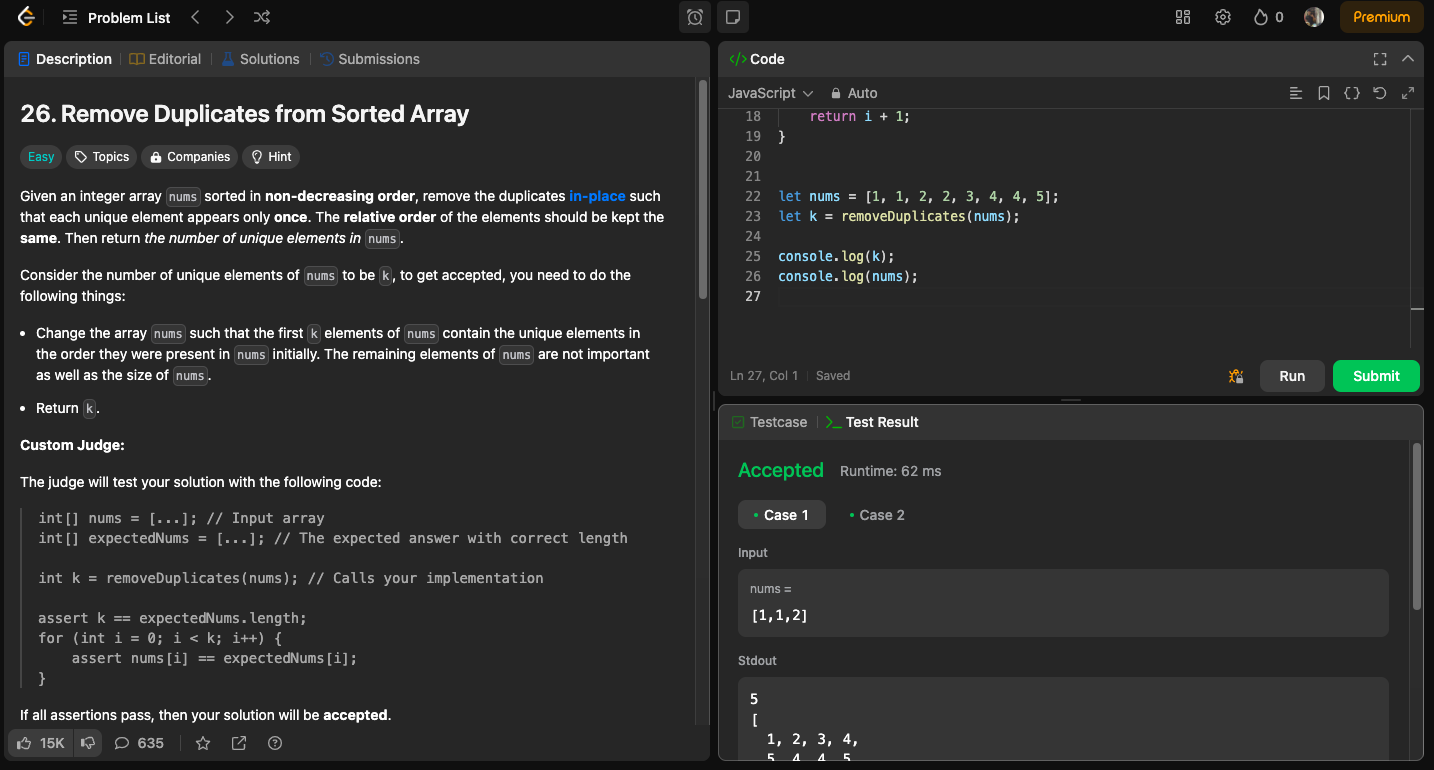 Problem List
0
Premium
Description
Editorial
Solutions
Submissions
26. Remove Duplicates from Sorted Array
Easy
Topics
Companies
Hint
Given an integer array nums sorted in non-decreasing order, remove the duplicates in-place such
that each unique element appears only once. The relative order of the elements should be kept the
same. Then return the number of unique elements in nums.
Consider the number of unique elements of nums to be k, to get accepted, you need to do the
following things:
• Change the array nums such that the first k elements of nums contain the unique elements in
the order they were present in nums initially. The remaining elements of nums are not important
as well as the size of nums.
• Return k.
Custom Judge:
The judge will test your solution with the following code:
int[] nums = [...]; // Input array
int[] expectedNums = [...]; // The expected answer with correct length
int k = removeDuplicates(nums); // Calls your implementation
assert k == expectedNums.length;
for (int i = 0; i < k; i++) {
    assert nums[i] == expectedNums[i];
}
If all assertions pass, then your solution will be accepted.
15K
635
Code
JavaScript
Auto
18     return i + 1;
19 }
20
21
22 let nums = [1, 1, 2, 2, 3, 4, 4, 5];
23 let k = removeDuplicates(nums);
24
25 console.log(k);
26 console.log(nums);
27
Ln 27, Col 1
Saved
Run
Submit
Testcase
Test Result
Accepted
Runtime: 62 ms
• Case 1
• Case 2
Input
nums =
[1,1,2]
Stdout
5
[
  1, 2, 3, 4,
  5, 4, 4, 5